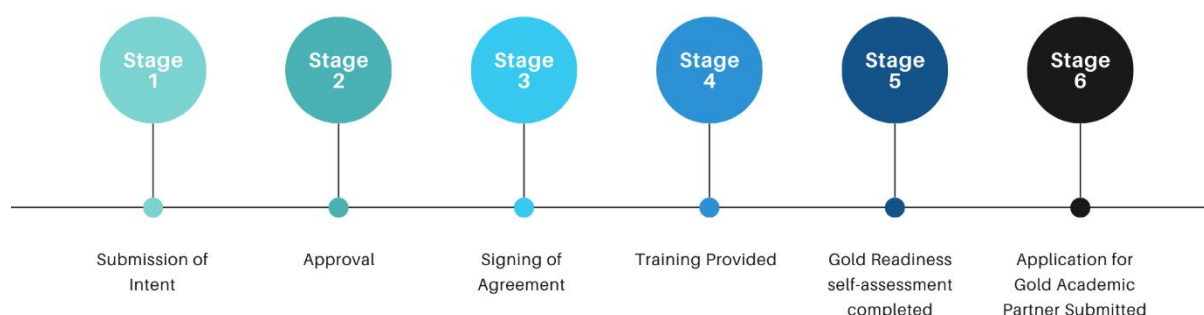 Stage
1
Stage
2
Stage
3
Stage
4
Stage
5
Stage
6
Submission of
Intent
Approval
Signing of
Agreement
Training Provided
Gold Readiness
self-assessment
completed
Application for
Gold Academic
Partner Submitted